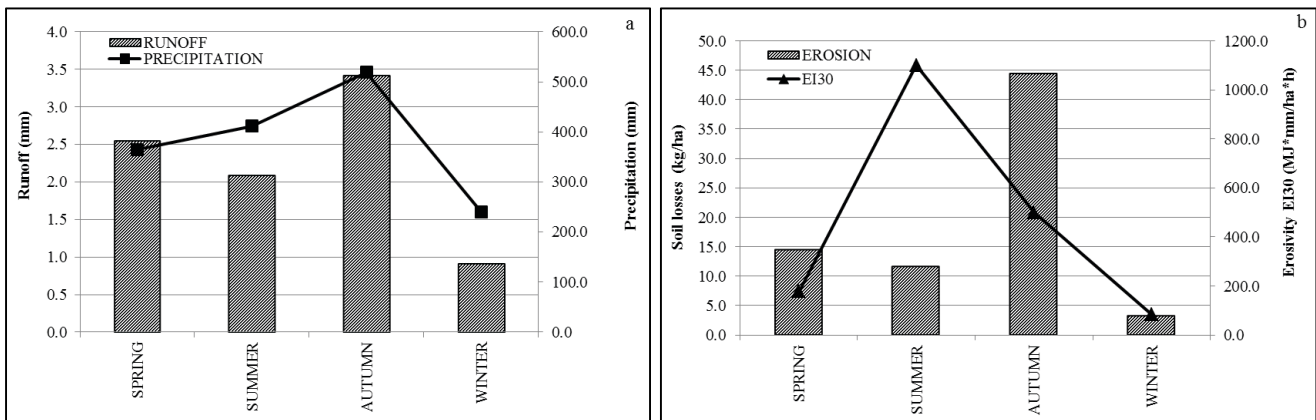 a
RUNOFF
PRECIPITATION
4.0
3.5
3.0
2.5
2.0
1.5
1.0
0.5
0.0
Runoff (mm)
600.0
500.0
400.0
300.0
200.0
100.0
0.0
Precipitation (mm)
SPRING
SUMMER
AUTUMN
WINTER
b
EROSION
EI30
50.0
45.0
40.0
35.0
30.0
25.0
20.0
15.0
10.0
5.0
0.0
Soil losses (kg/ha)
1200.0
1000.0
800.0
600.0
400.0
200.0
0.0
Erosivity EI30 (MJ*mm/ha*h)
SPRING
SUMMER
AUTUMN
WINTER